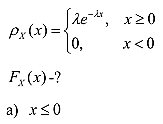 ρ_X(x) = { λe^{-λx}, x ≥ 0
0, x < 0
F_X(x) -?
a) x ≤ 0